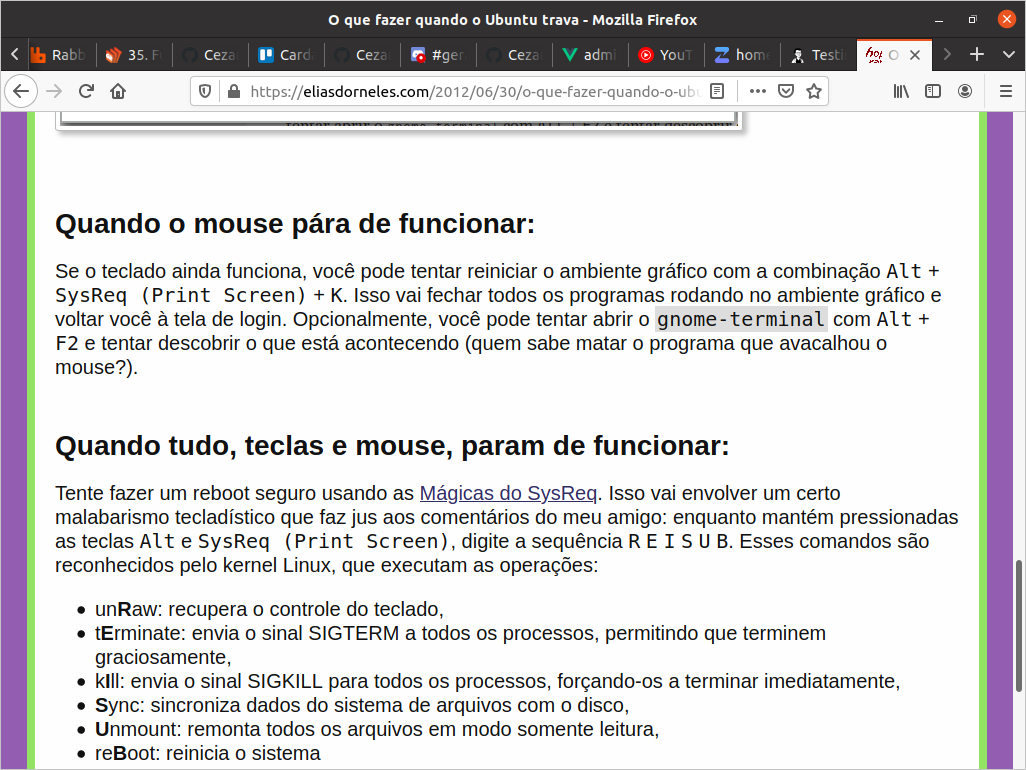 O que fazer quando o Ubuntu trava - Mozilla Firefox
Rabb 35. F Ceza Card Ceza #ger Ceza admi YouT home Testi O
https://eliasdorneles.com/2012/06/30/o-que-fazer-quando-o-ub
Quando o mouse pára de funcionar:
Se o teclado ainda funciona, você pode tentar reiniciar o ambiente gráfico com a combinação Alt +
SysReq (Print Screen) + K. Isso vai fechar todos os programas rodando no ambiente gráfico e
voltar você à tela de login. Opcionalmente, você pode tentar abrir o gnome-terminal com Alt +
F2 e tentar descobrir o que está acontecendo (quem sabe matar o programa que avacalhou o
mouse?).
Quando tudo, teclas e mouse, param de funcionar:
Tente fazer um reboot seguro usando as Mágicas do SysReq. Isso vai envolver um certo
malabarismo tecladístico que faz jus aos comentários do meu amigo: enquanto mantém pressionadas
as teclas Alt e SysReq (Print Screen), digite a sequência R E I S U B. Esses comandos são
reconhecidos pelo kernel Linux, que executam as operações:
unRaw: recupera o controle do teclado,
tErminate: envia o sinal SIGTERM a todos os processos, permitindo que terminem
graciosamente,
kIll: envia o sinal SIGKILL para todos os processos, forçando-os a terminar imediatamente,
Sync: sincroniza dados do sistema de arquivos com o disco,
Unmount: remonta todos os arquivos em modo somente leitura,
reBoot: reinicia o sistema